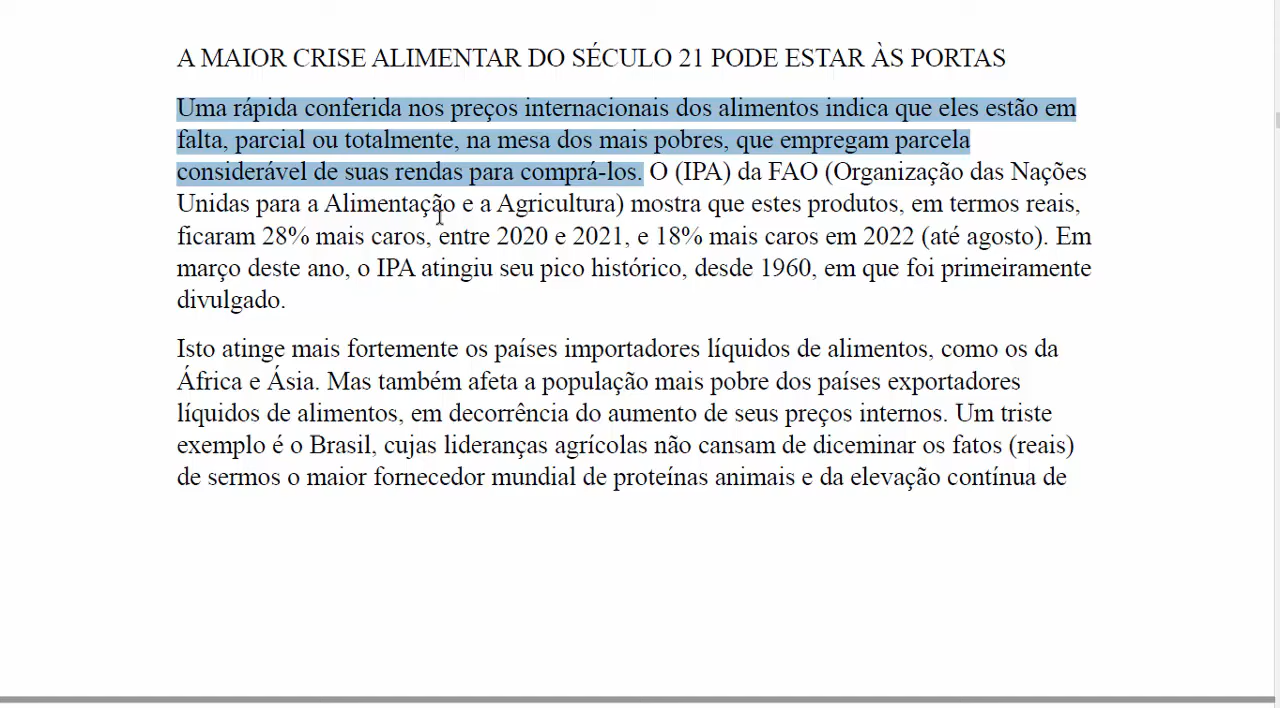 A MAIOR CRISE ALIMENTAR DO SÉCULO 21 PODE ESTAR ÀS PORTAS
Uma rápida conferida nos preços internacionais dos alimentos indica que eles estão em
falta, parcial ou totalmente, na mesa dos mais pobres, que empregam parcela
considerável de suas rendas para comprá-los. O (IPA) da FAO (Organização das Nações
Unidas para a Alimentação e a Agricultura) mostra que estes produtos, em termos reais,
ficaram 28% mais caros, entre 2020 e 2021, e 18% mais caros em 2022 (até agosto). Em
março deste ano, o IPA atingiu seu pico histórico, desde 1960, em que foi primeiramente
divulgado.
Isto atinge mais fortemente os países importadores líquidos de alimentos, como os da
África e Ásia. Mas também afeta a população mais pobre dos países exportadores
líquidos de alimentos, em decorrência do aumento de seus preços internos. Um triste
exemplo é o Brasil, cujas lideranças agrícolas não cansam de diceminar os fatos (reais)
de sermos o maior fornecedor mundial de proteínas animais e da elevação contínua de